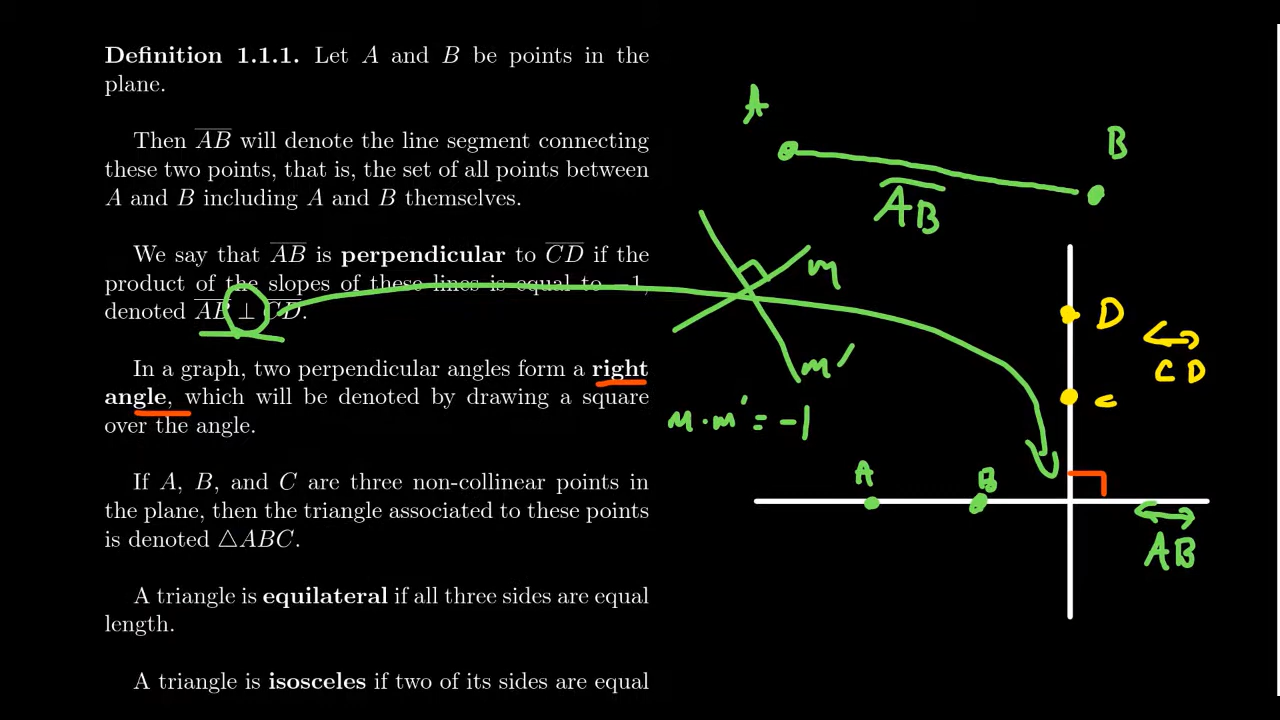 Definition 1.1.1. Let A and B be points in the
plane.
Then A̅B̅ will denote the line segment connecting
these two points, that is, the set of all points between
A and B including A and B themselves.
We say that A̅B̅ is perpendicular to C̅D̅ if the
product of the slopes of these lines is equal to −1,
denoted A̅B̅ ⊥ C̅D̅.
In a graph, two perpendicular angles form a right
angle, which will be denoted by drawing a square
over the angle.
If A, B, and C are three non-collinear points in
the plane, then the triangle associated to these points
is denoted △ABC.
A triangle is equilateral if all three sides are equal
length.
A triangle is isosceles if two of its sides are equal
A
B
A̅B̅
m
m′
m·m′ = −1
D
C
↔
CD
A
B
↔
AB